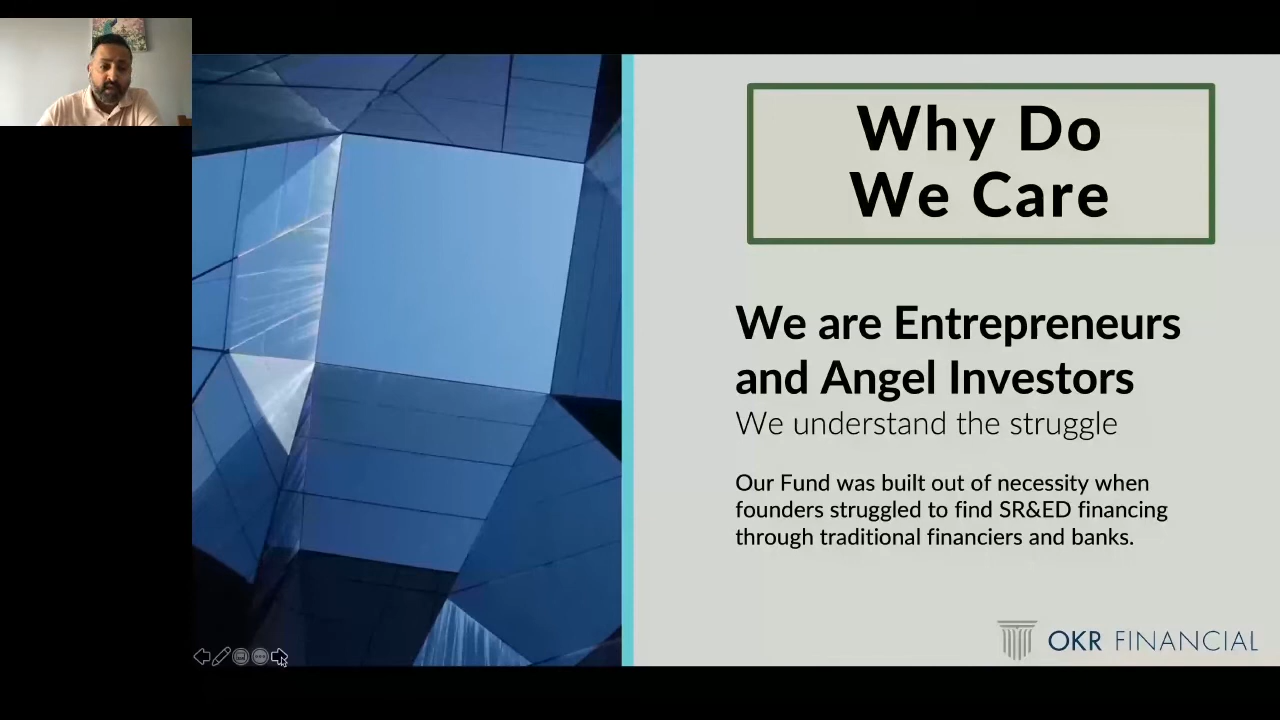 Why Do
We Care
We are Entrepreneurs
and Angel Investors
We understand the struggle
Our Fund was built out of necessity when
founders struggled to find SR&ED financing
through traditional financiers and banks.
OKR FINANCIAL